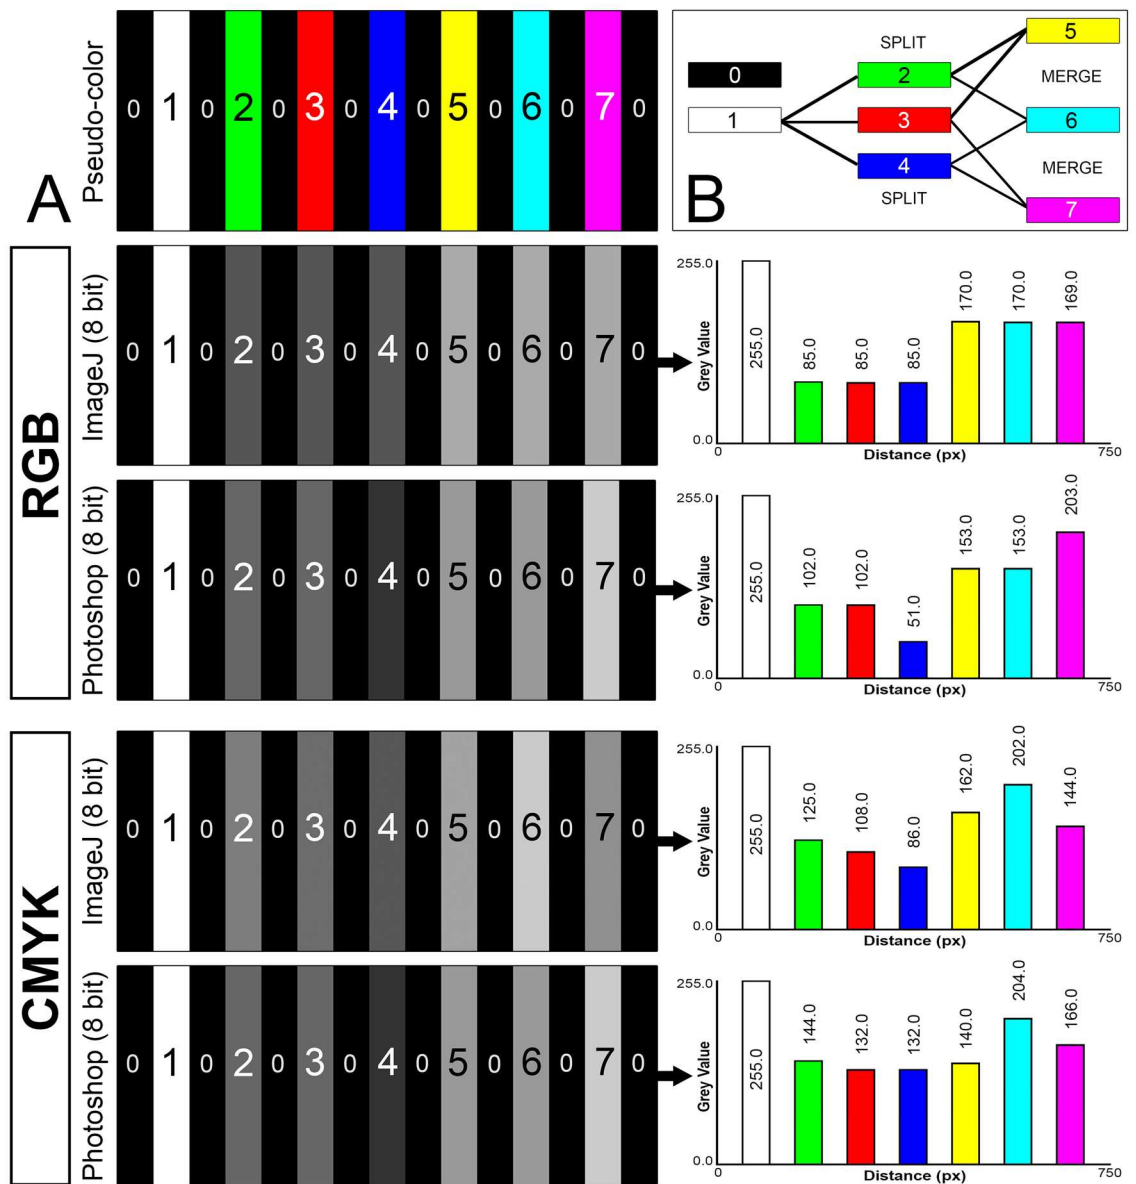 A
Pseudo-color
0 1 0 2 0 3 0 4 0 5 0 6 0 7 0
B
0
1
SPLIT
2
3
4
SPLIT
5
MERGE
6
MERGE
7
RGB
ImageJ (8 bit)
0 1 0 2 0 3 0 4 0 5 0 6 0 7 0
Grey Value
255.0
0.0
255.0 85.0 85.0 85.0 170.0 170.0 169.0
0 Distance (px) 750
Photoshop (8 bit)
0 1 0 2 0 3 0 4 0 5 0 6 0 7 0
Grey Value
255.0
0.0
255.0 102.0 102.0 51.0 153.0 153.0 203.0
0 Distance (px) 750
CMYK
ImageJ (8 bit)
0 1 0 2 0 3 0 4 0 5 0 6 0 7 0
Grey Value
255.0
0.0
255.0 125.0 108.0 86.0 162.0 202.0 144.0
0 Distance (px) 750
Photoshop (8 bit)
0 1 0 2 0 3 0 4 0 5 0 6 0 7 0
Grey Value
255.0
0.0
255.0 144.0 132.0 132.0 140.0 204.0 166.0
0 Distance (px) 750